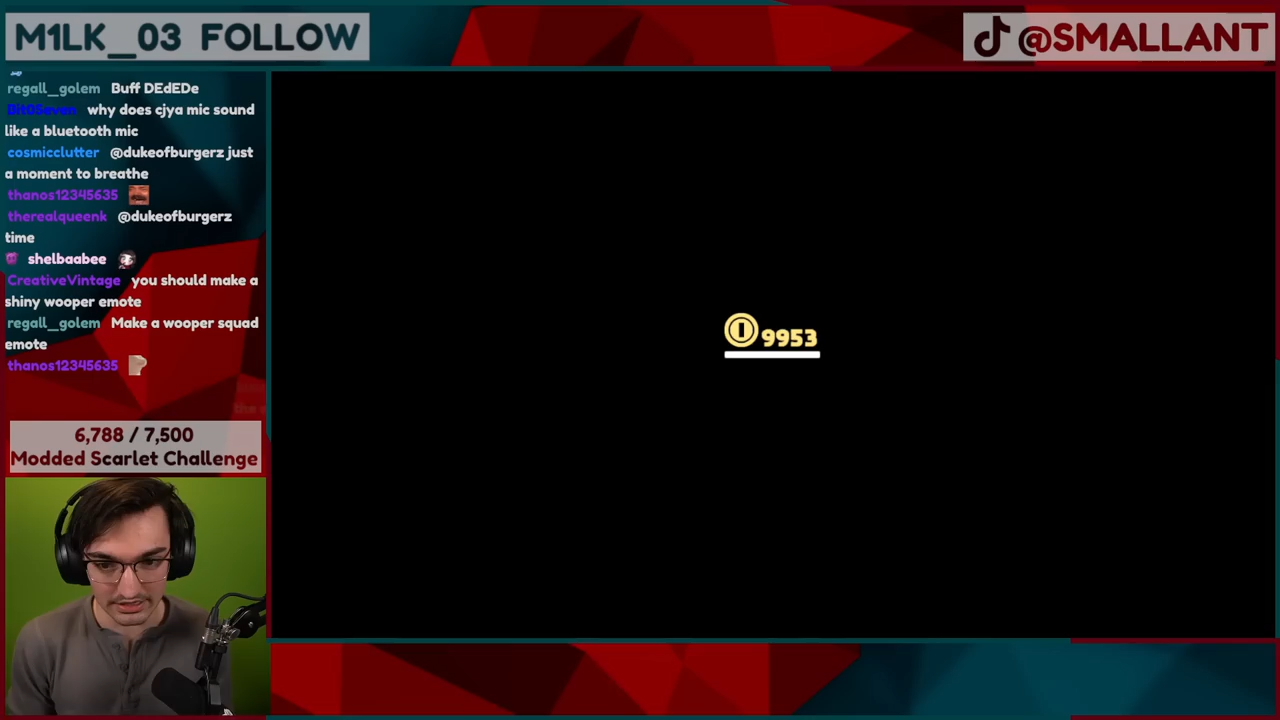 M1LK_03 FOLLOW
@SMALLANT
regall_golem Buff DEdEDe
Bit0Seven why does cjya mic sound
like a bluetooth mic
cosmicclutter @dukeofburgerz just
a moment to breathe
thanos12345635
therealqueenk @dukeofburgerz
time
shelbaabee
CreativeVintage you should make a
shiny wooper emote
regall_golem Make a wooper squad
emote
thanos12345635
6,788 / 7,500
Modded Scarlet Challenge
9953